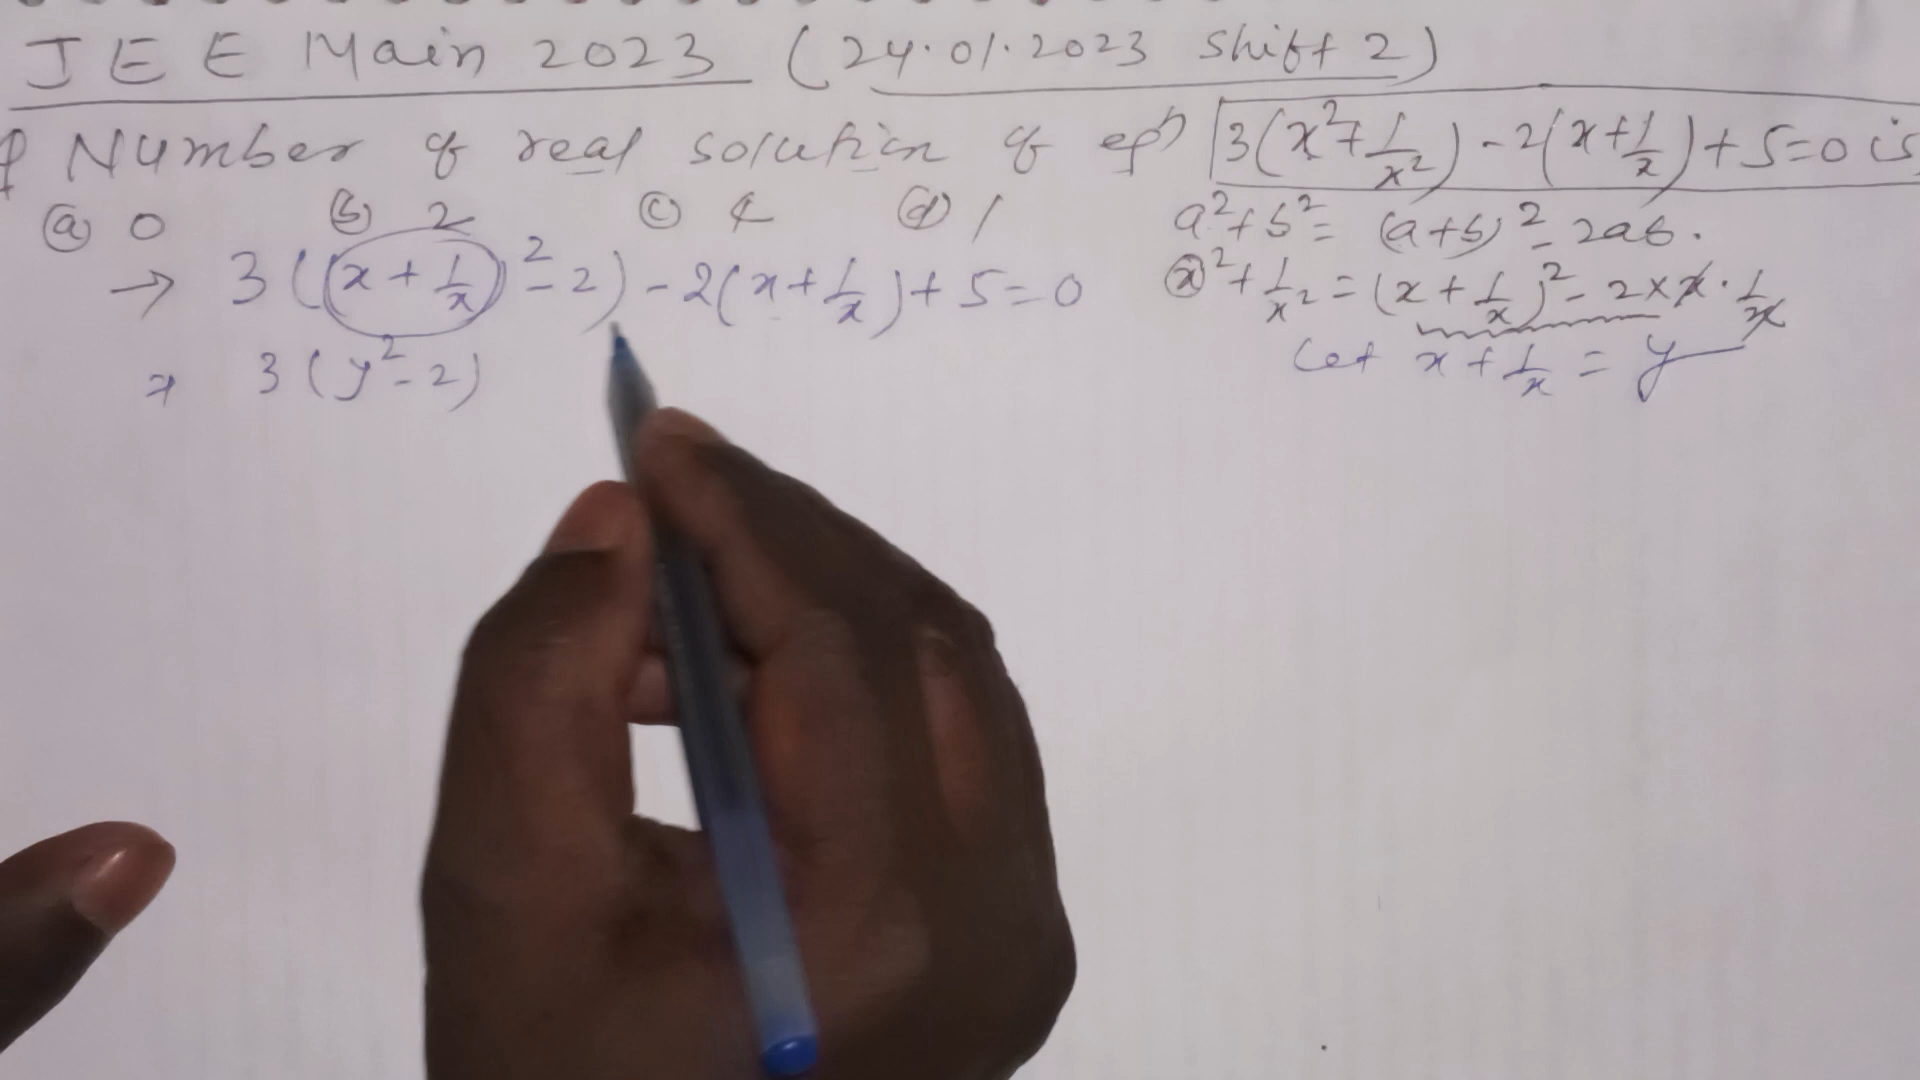 JEE Main 2023 (24.01.2023 Shift 2)
Number of real solution of eqn 3(x²+1/x²)-2(x+1/x)+5=0 is
ⓐ 0 ⓑ 2 ⓒ 4 ⓓ 1
a²+b²= (a+b)²-2ab.
→ 3((x+1/x)²-2)-2(x+1/x)+5=0
x²+1/x²=(x+1/x)²-2×x·1/x
⇒ 3(y²-2)
Let x+1/x=y